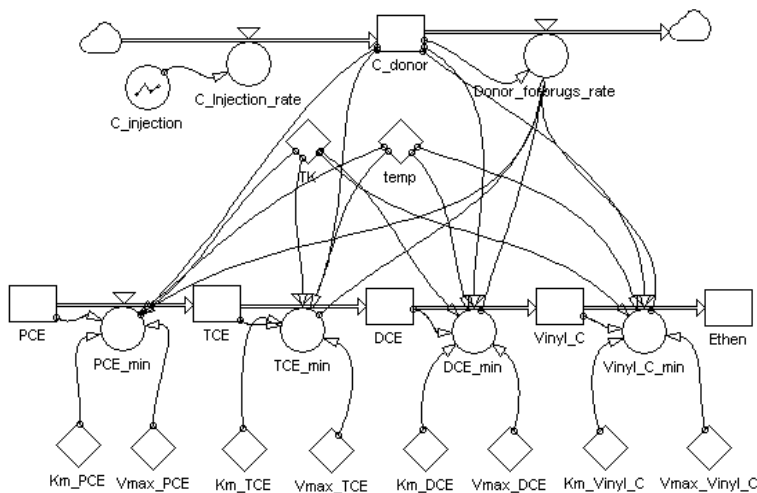 C_donor
C_Injection_rate
Donor_forbrugs_rate
C_injection
TK
temp
PCE
TCE
DCE
Vinyl_C
Ethen
PCE_min
TCE_min
DCE_min
Vinyl_C_min
Km_PCE
Vmax_PCE
Km_TCE
Vmax_TCE
Km_DCE
Vmax_DCE
Km_Vinyl_C
Vmax_Vinyl_C